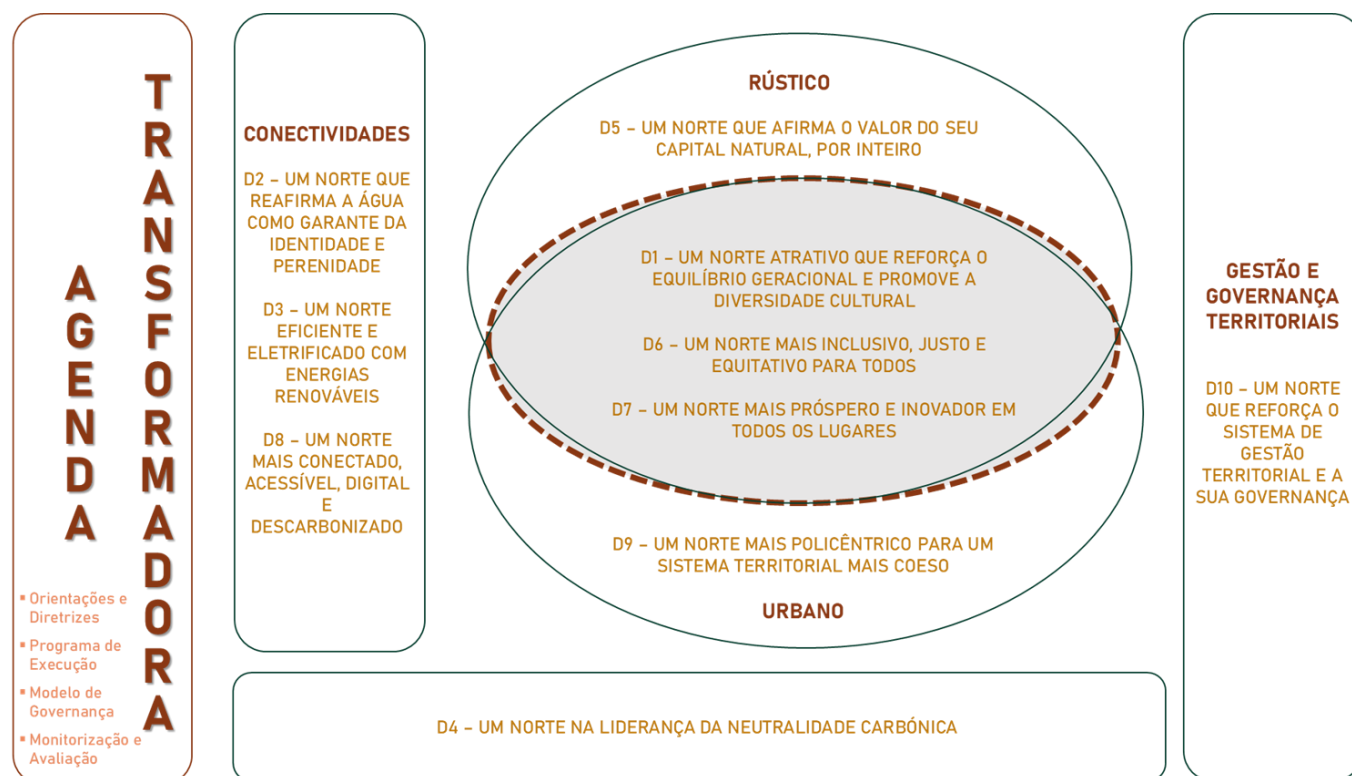 AGENDA
TRANSFORMADORA
▪ Orientações e
Diretrizes
▪ Programa de
Execução
▪ Modelo de
Governança
▪ Monitorização e
Avaliação
CONECTIVIDADES
D2 – UM NORTE QUE
REAFIRMA A ÁGUA
COMO GARANTE DA
IDENTIDADE E
PERENIDADE
D3 – UM NORTE
EFICIENTE E
ELETRIFICADO COM
ENERGIAS
RENOVÁVEIS
D8 – UM NORTE
MAIS CONECTADO,
ACESSÍVEL, DIGITAL
E
DESCARBONIZADO
RÚSTICO
D5 – UM NORTE QUE AFIRMA O VALOR DO SEU
CAPITAL NATURAL, POR INTEIRO
D1 – UM NORTE ATRATIVO QUE REFORÇA O
EQUILÍBRIO GERACIONAL E PROMOVE A
DIVERSIDADE CULTURAL
D6 – UM NORTE MAIS INCLUSIVO, JUSTO E
EQUITATIVO PARA TODOS
D7 – UM NORTE MAIS PRÓSPERO E INOVADOR EM
TODOS OS LUGARES
D9 – UM NORTE MAIS POLICÊNTRICO PARA UM
SISTEMA TERRITORIAL MAIS COESO
URBANO
D4 – UM NORTE NA LIDERANÇA DA NEUTRALIDADE CARBÓNICA
GESTÃO E
GOVERNANÇA
TERRITORIAIS
D10 – UM NORTE
QUE REFORÇA O
SISTEMA DE
GESTÃO
TERRITORIAL E A
SUA GOVERNANÇA